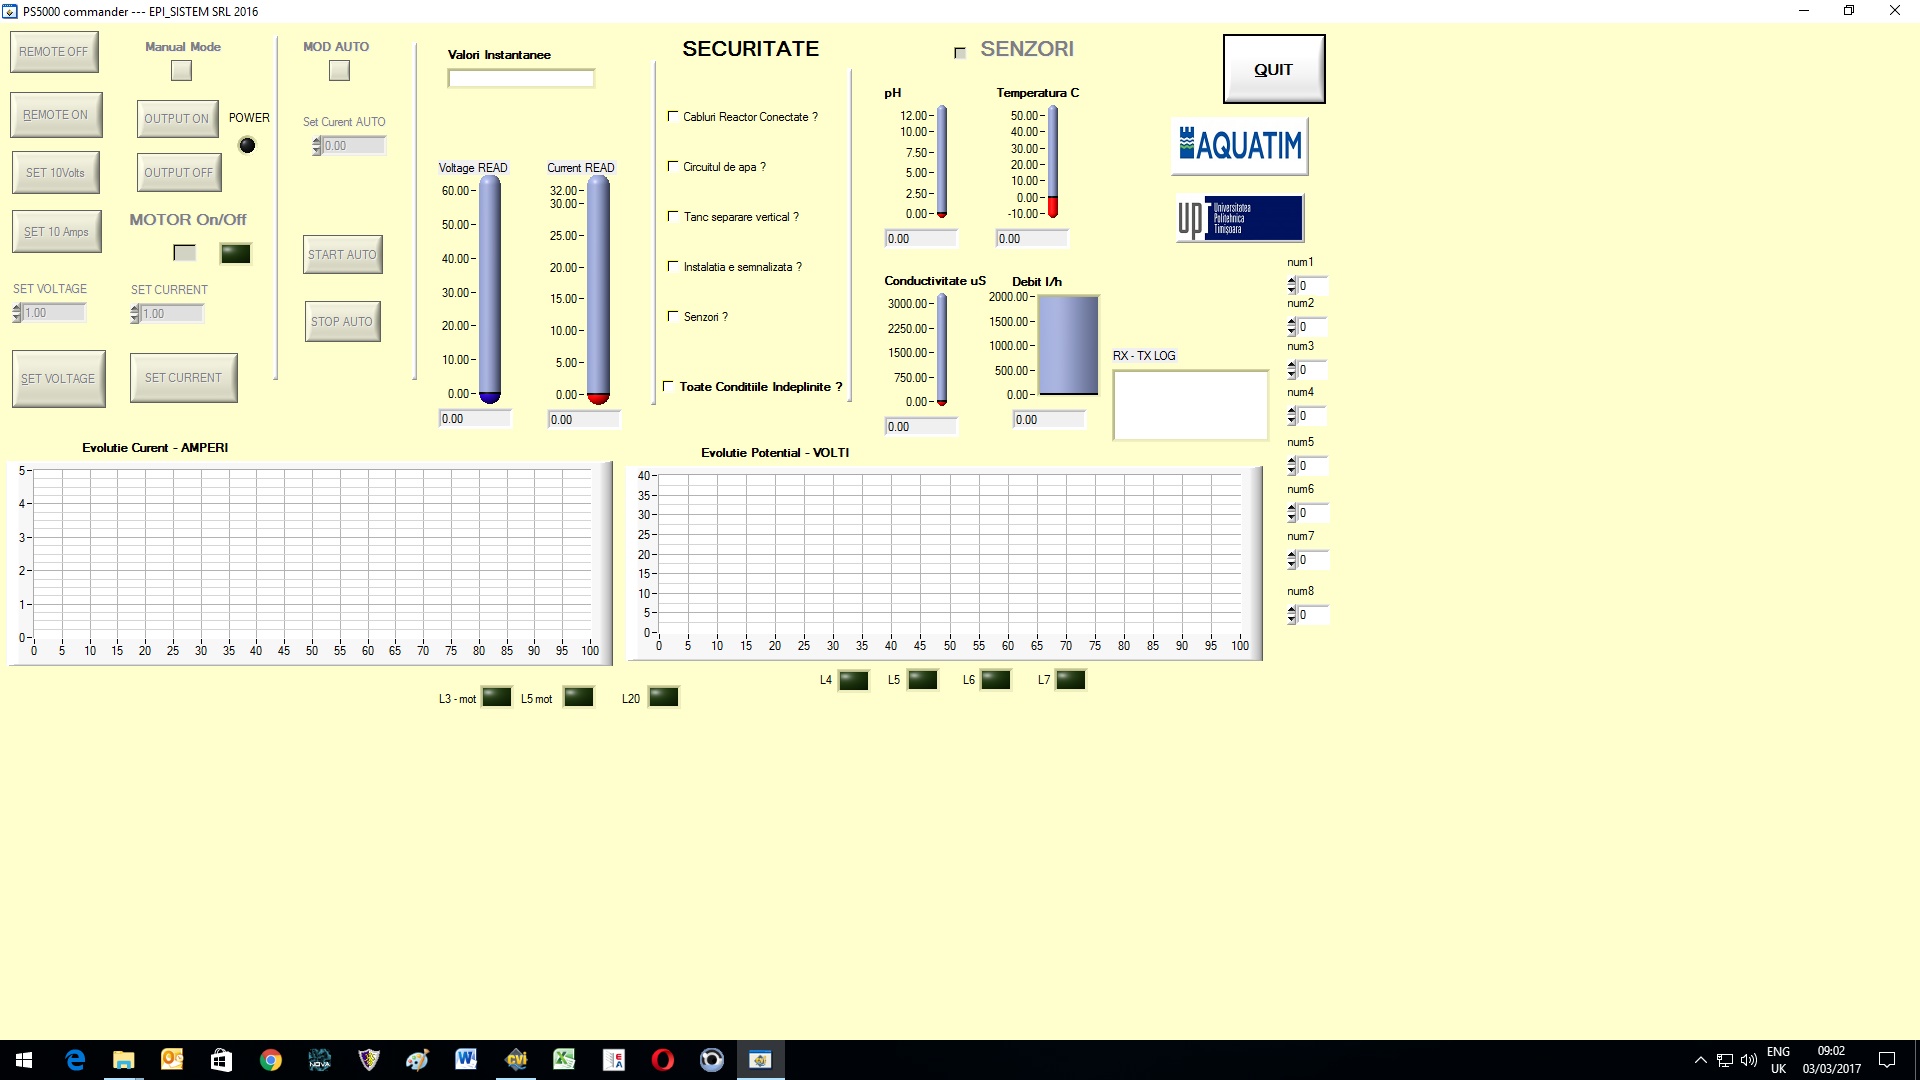 PS5000 commander --- EPI_SISTEM SRL 2016
REMOTE OFF
REMOTE ON
SET 10Volts
SET 10 Amps
SET VOLTAGE
1.00
SET VOLTAGE
Manual Mode
OUTPUT ON
POWER
OUTPUT OFF
MOTOR On/Off
SET CURRENT
1.00
SET CURRENT
MOD AUTO
Set Curent AUTO
0.00
START AUTO
STOP AUTO
Valori Instantanee
Voltage READ
60.00
50.00
40.00
30.00
20.00
10.00
0.00
0.00
Current READ
32.00
30.00
25.00
20.00
15.00
10.00
5.00
0.00
0.00
SECURITATE
Cabluri Reactor Conectate ?
Circuitul de apa ?
Tanc separare vertical ?
Instalatia e semnalizata ?
Senzori ?
Toate Conditiile Indeplinite ?
SENZORI
pH
12.00
10.00
7.50
5.00
2.50
0.00
0.00
Temperatura C
50.00
40.00
30.00
20.00
10.00
0.00
-10.00
0.00
Conductivitate uS
3000.00
2250.00
1500.00
750.00
0.00
0.00
Debit l/h
2000.00
1500.00
1000.00
500.00
0.00
0.00
RX - TX LOG
QUIT
AQUATIM
UPT
Universitatea
Politehnica
Timişoara
num1
0
num2
0
num3
0
num4
0
num5
0
num6
0
num7
0
num8
0
Evolutie Curent - AMPERI
5
4
3
2
1
0
0 5 10 15 20 25 30 35 40 45 50 55 60 65 70 75 80 85 90 95 100
Evolutie Potential - VOLTI
40
35
30
25
20
15
10
5
0
0 5 10 15 20 25 30 35 40 45 50 55 60 65 70 75 80 85 90 95 100
L4 L5 L6 L7
L3 - mot L5 mot L20
ENG
UK
09:02
03/03/2017